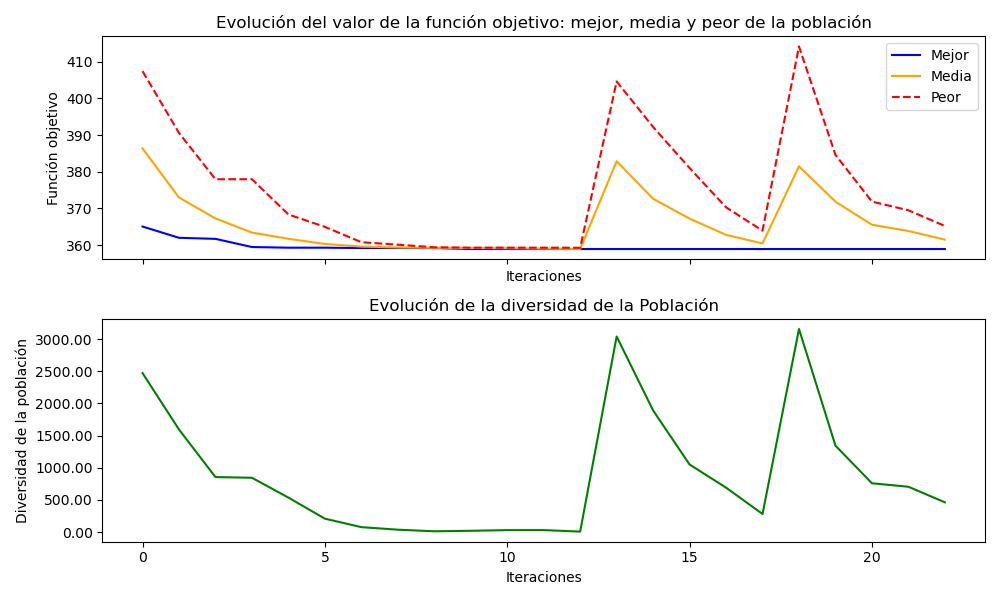 Evolución del valor de la función objetivo: mejor, media y peor de la población
Función objetivo
410
400
390
380
370
360
Mejor
Media
Peor
Iteraciones
Evolución de la diversidad de la Población
Diversidad de la población
3000.00
2500.00
2000.00
1500.00
1000.00
500.00
0.00
0 5 10 15 20
Iteraciones